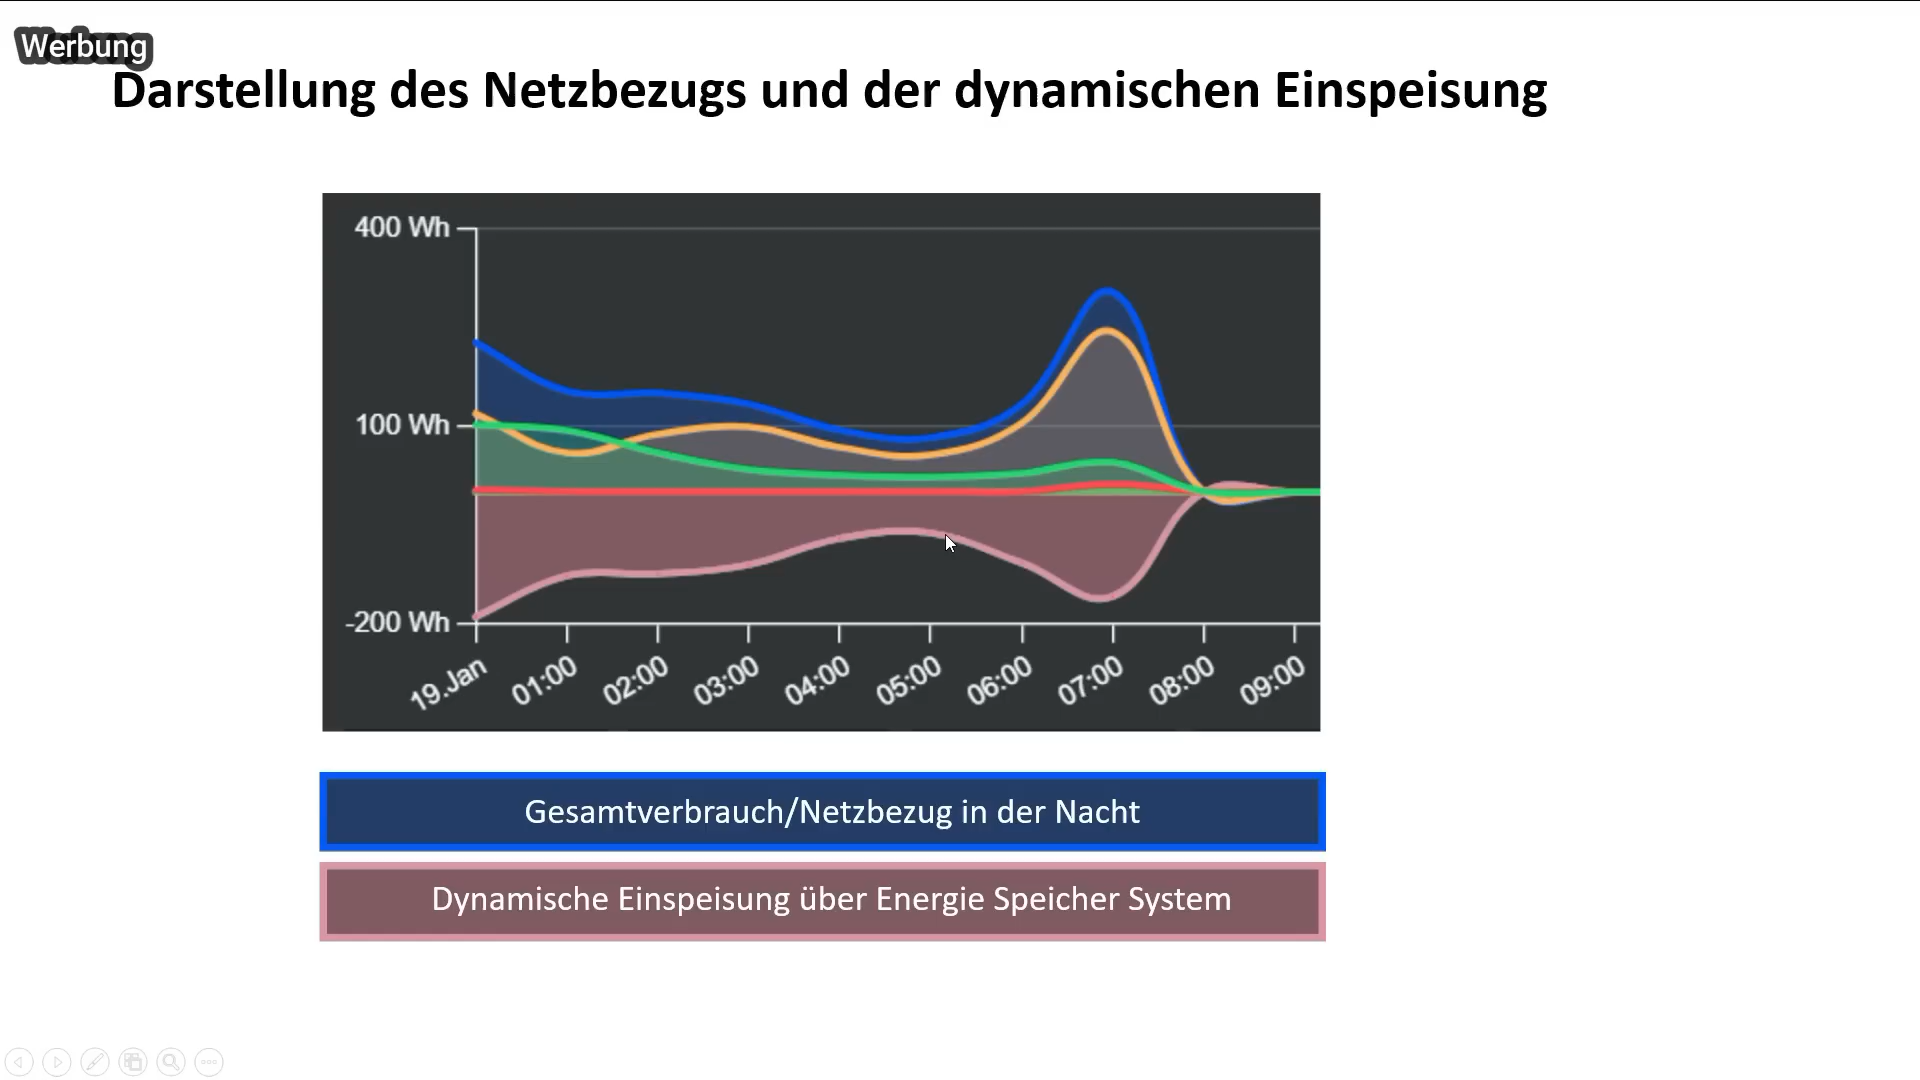 Werbung
Darstellung des Netzbezugs und der dynamischen Einspeisung
400 Wh
100 Wh
-200 Wh
19.Jan 01:00 02:00 03:00 04:00 05:00 06:00 07:00 08:00 09:00
Gesamtverbrauch/Netzbezug in der Nacht
Dynamische Einspeisung über Energie Speicher System